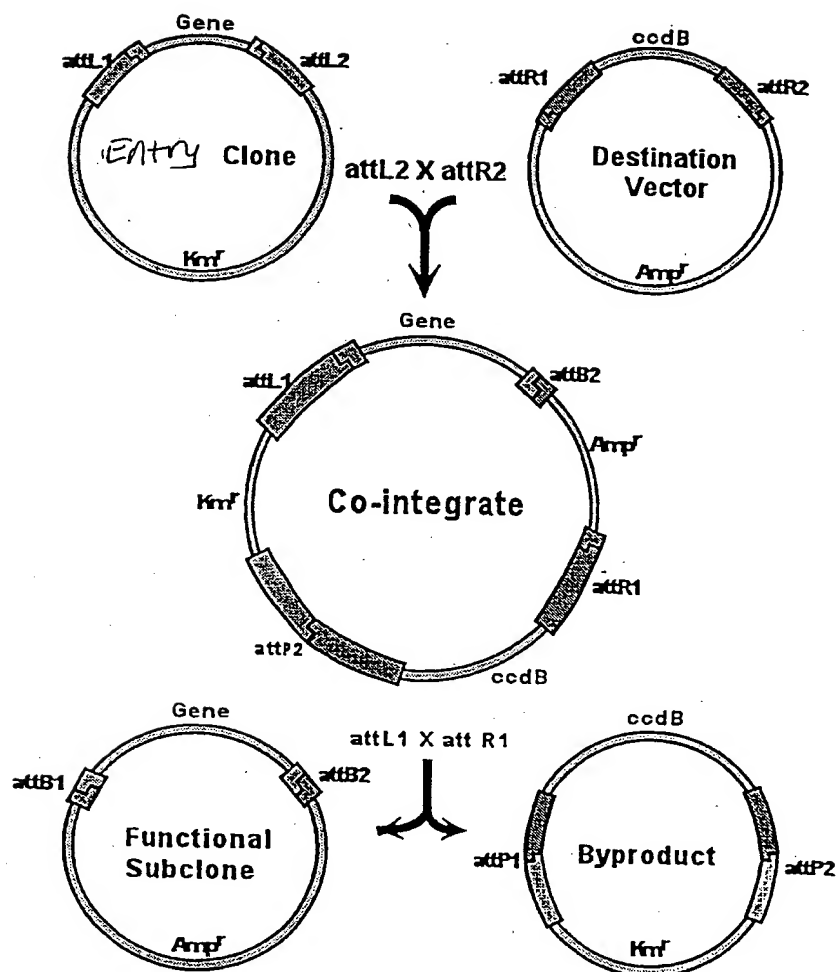 Gene
attL1
attL2
Entry Clone
Kmr
ccdB
attR1
attR2
Destination
Vector
Ampr
attL2 X attR2
Gene
attL1
attB2
Ampr
Kmr
Co-integrate
attR1
attP2
ccdB
attL1 X att R1
Gene
attB1
attB2
Functional
Subclone
Ampr
ccdB
attP1
attP2
Byproduct
Kmr